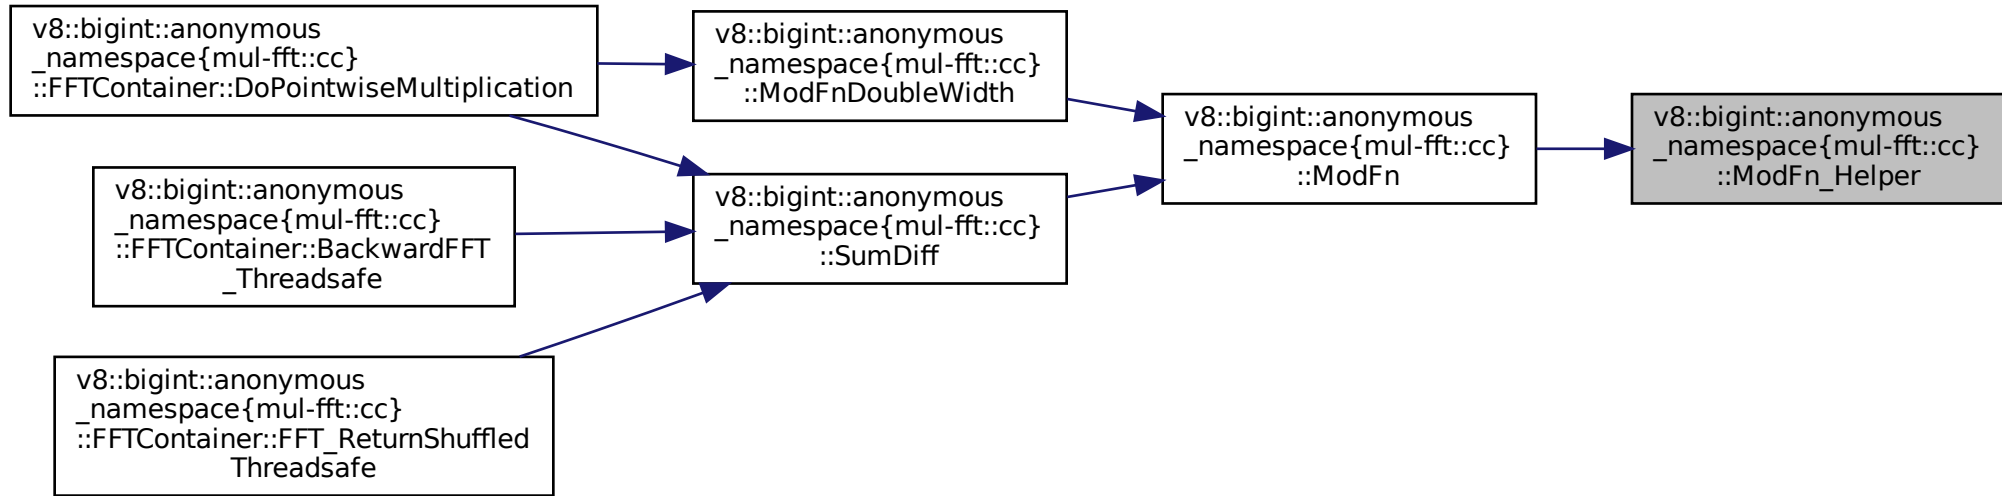 v8::bigint::anonymous
_namespace{mul-fft::cc}
::FFTContainer::DoPointwiseMultiplication
v8::bigint::anonymous
_namespace{mul-fft::cc}
::FFTContainer::BackwardFFT
_Threadsafe
v8::bigint::anonymous
_namespace{mul-fft::cc}
::FFTContainer::FFT_ReturnShuffled
Threadsafe
v8::bigint::anonymous
_namespace{mul-fft::cc}
::ModFnDoubleWidth
v8::bigint::anonymous
_namespace{mul-fft::cc}
::SumDiff
v8::bigint::anonymous
_namespace{mul-fft::cc}
::ModFn
v8::bigint::anonymous
_namespace{mul-fft::cc}
::ModFn_Helper